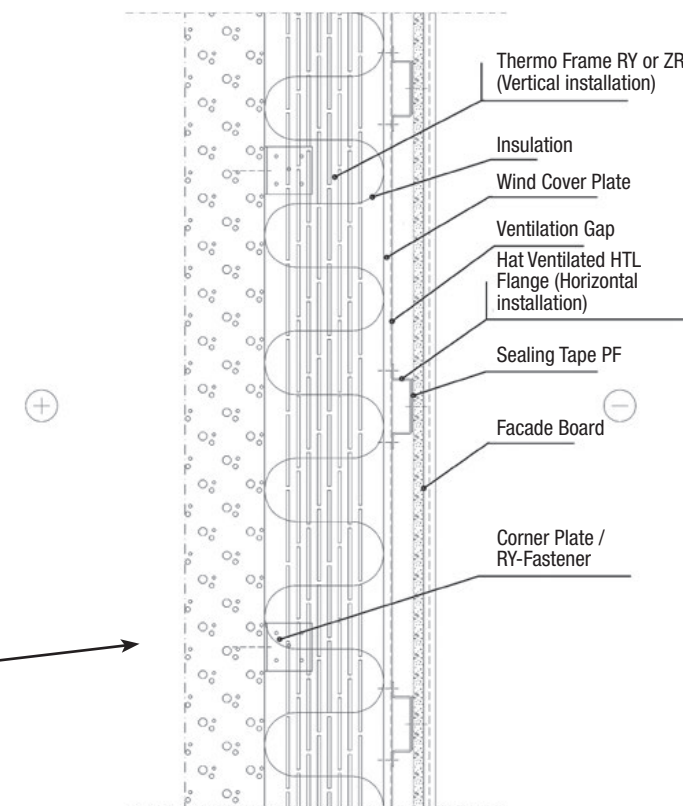 Thermo Frame RY or ZR
(Vertical installation)
Insulation
Wind Cover Plate
Ventilation Gap
Hat Ventilated HTL
Flange (Horizontal
installation)
Sealing Tape PF
+
−
Facade Board
Corner Plate /
RY-Fastener